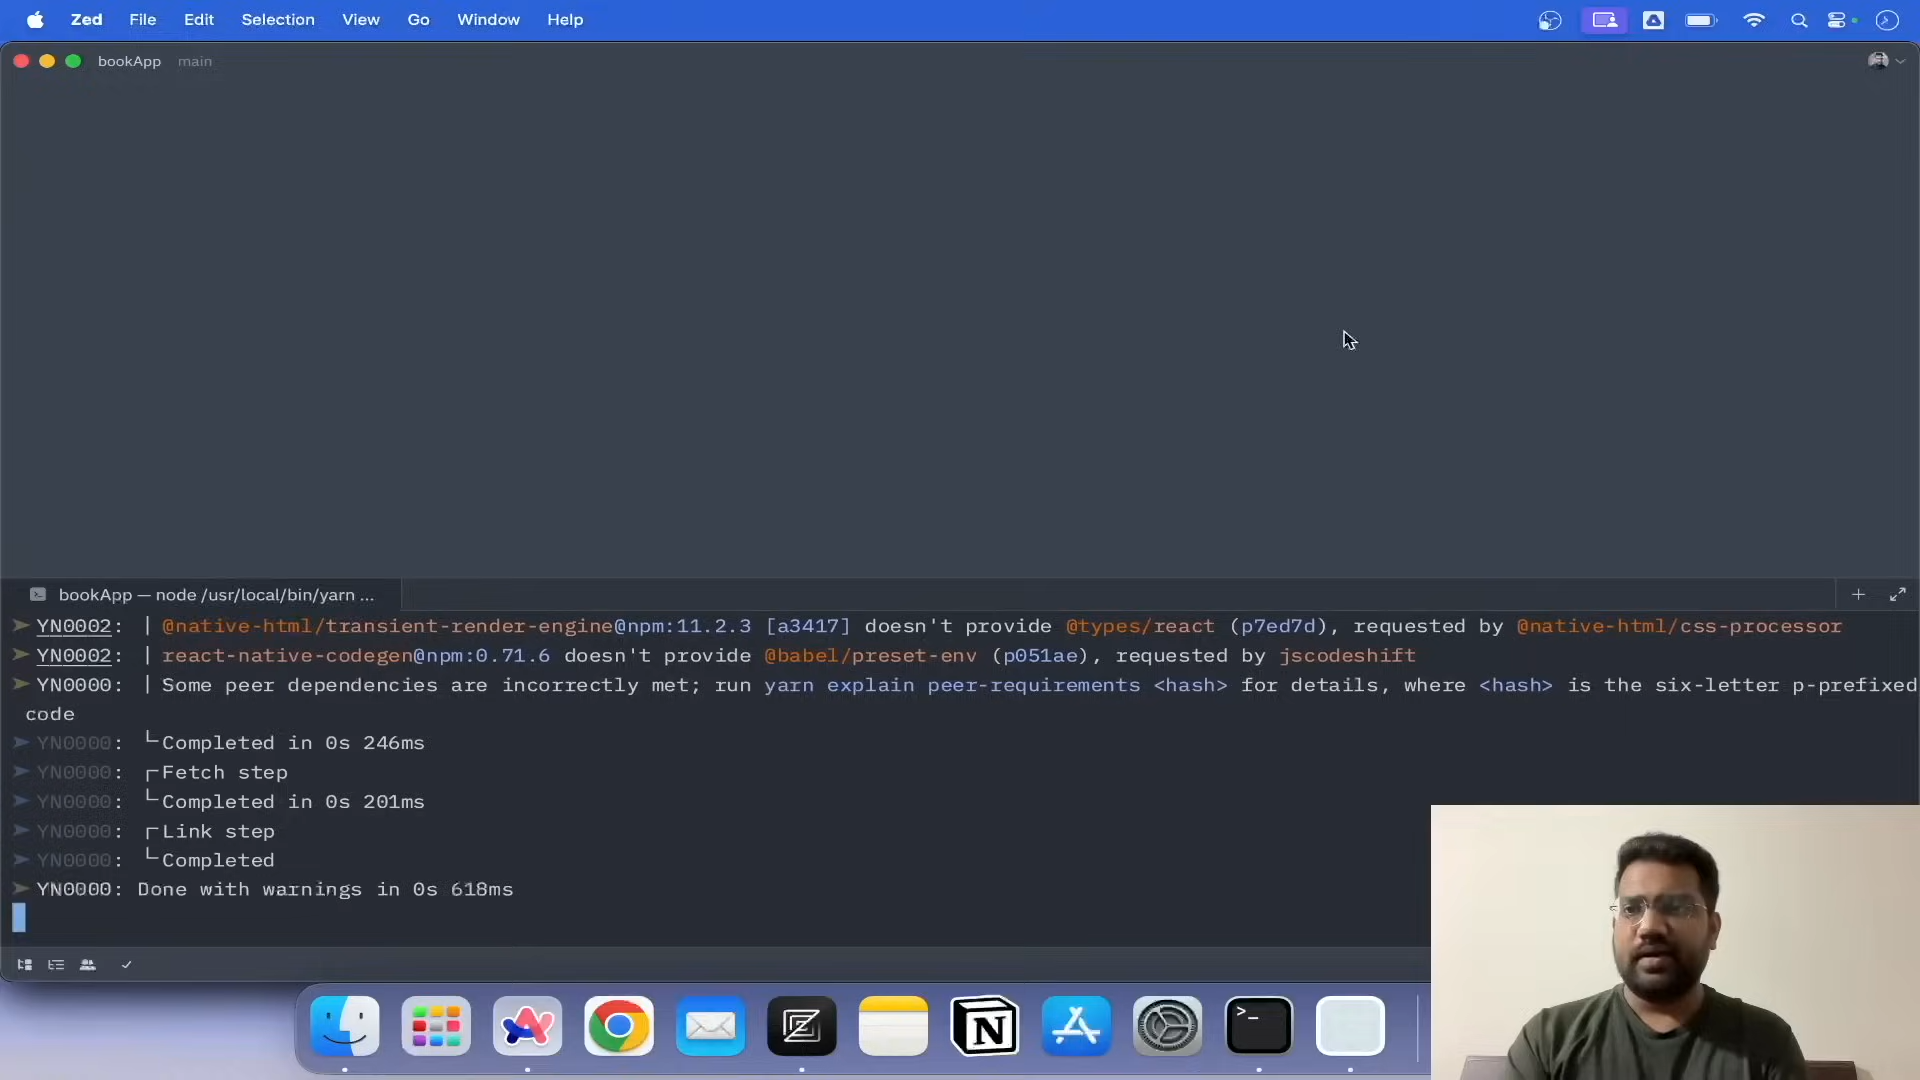 Zed File Edit Selection View Go Window Help
bookApp main
bookApp — node /usr/local/bin/yarn ...
➤ YN0002: │ @native-html/transient-render-engine@npm:11.2.3 [a3417] doesn't provide @types/react (p7ed7d), requested by @native-html/css-processor
➤ YN0002: │ react-native-codegen@npm:0.71.6 doesn't provide @babel/preset-env (p051ae), requested by jscodeshift
➤ YN0000: │ Some peer dependencies are incorrectly met; run yarn explain peer-requirements <hash> for details, where <hash> is the six-letter p-prefixed
code
➤ YN0000: └ Completed in 0s 246ms
➤ YN0000: ┌ Fetch step
➤ YN0000: └ Completed in 0s 201ms
➤ YN0000: ┌ Link step
➤ YN0000: └ Completed
➤ YN0000: Done with warnings in 0s 618ms